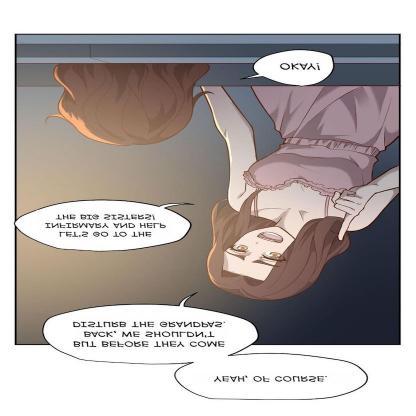 YEAH, OF COURSE.
BUT BEFORE THEY COME
BACK, WE SHOULDN'T
DISTURB THE GRANDPAS.
LET'S GO TO THE
INFIRMARY AND HELP
THE BIG SISTERS!
OKAY!